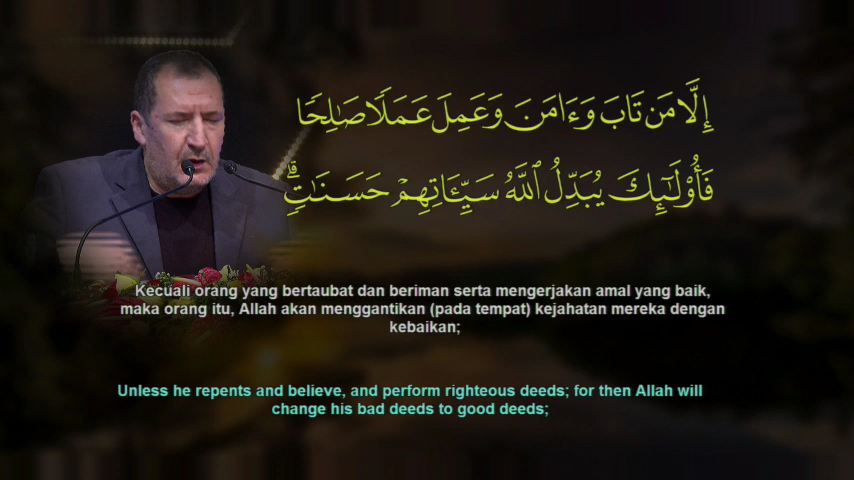 إِلَّا مَن تَابَ وَءَامَنَ وَعَمِلَ عَمَلًا صَٰلِحًا
فَأُو۟لَٰٓئِكَ يُبَدِّلُ ٱللَّهُ سَيِّـَٔاتِهِمْ حَسَنَٰتٍۗ
Kecuali orang yang bertaubat dan beriman serta mengerjakan amal yang baik,
maka orang itu, Allah akan menggantikan (pada tempat) kejahatan mereka dengan
kebaikan;
Unless he repents and believe, and perform righteous deeds; for then Allah will
change his bad deeds to good deeds;